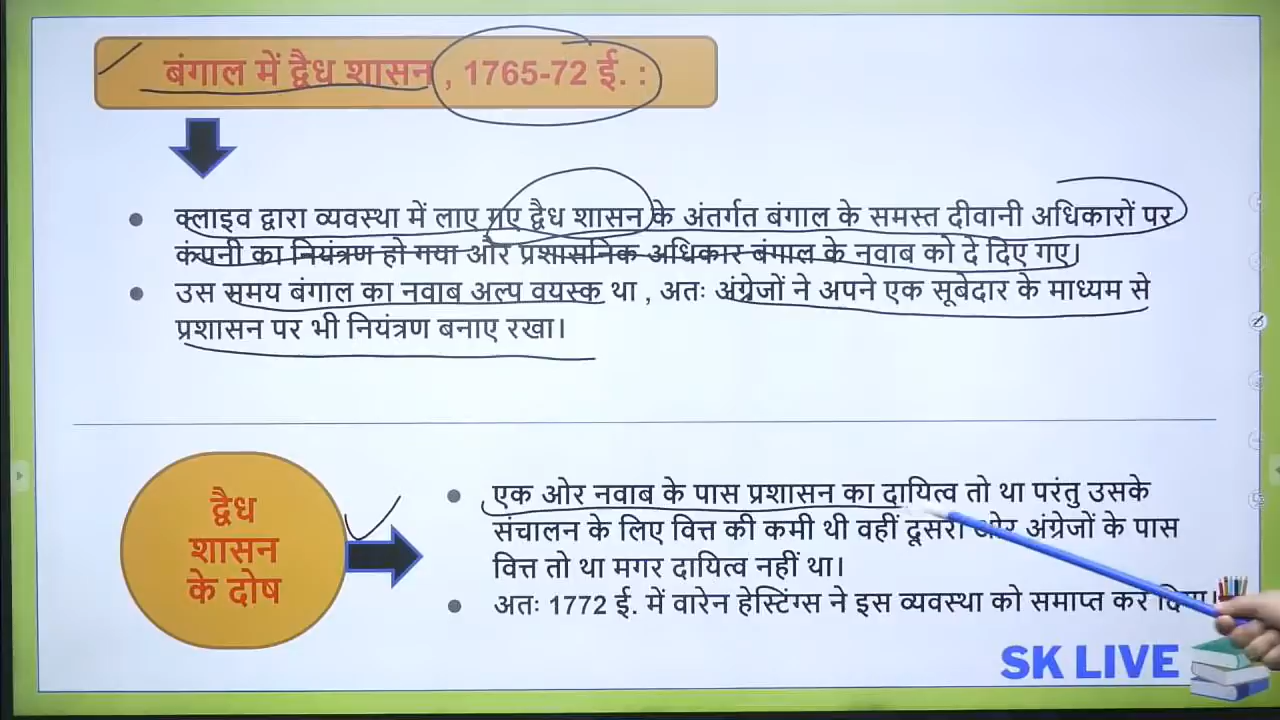 बंगाल में द्वैध शासन , 1765-72 ई. :
क्लाइव द्वारा व्यवस्था में लाए गए द्वैध शासन के अंतर्गत बंगाल के समस्त दीवानी अधिकारों पर
कंपनी का नियंत्रण हो गया और प्रशासनिक अधिकार बंगाल के नवाब को दे दिए गए।
उस समय बंगाल का नवाब अल्प वयस्क था , अतः अंग्रेजों ने अपने एक सूबेदार के माध्यम से
प्रशासन पर भी नियंत्रण बनाए रखा।
द्वैध
शासन
के दोष
एक ओर नवाब के पास प्रशासन का दायित्व तो था परंतु उसके
संचालन के लिए वित्त की कमी थी वहीं दूसरी ओर अंग्रेजों के पास
वित्त तो था मगर दायित्व नहीं था।
अतः 1772 ई. में वारेन हेस्टिंग्स ने इस व्यवस्था को समाप्त कर दिया।
SK LIVE